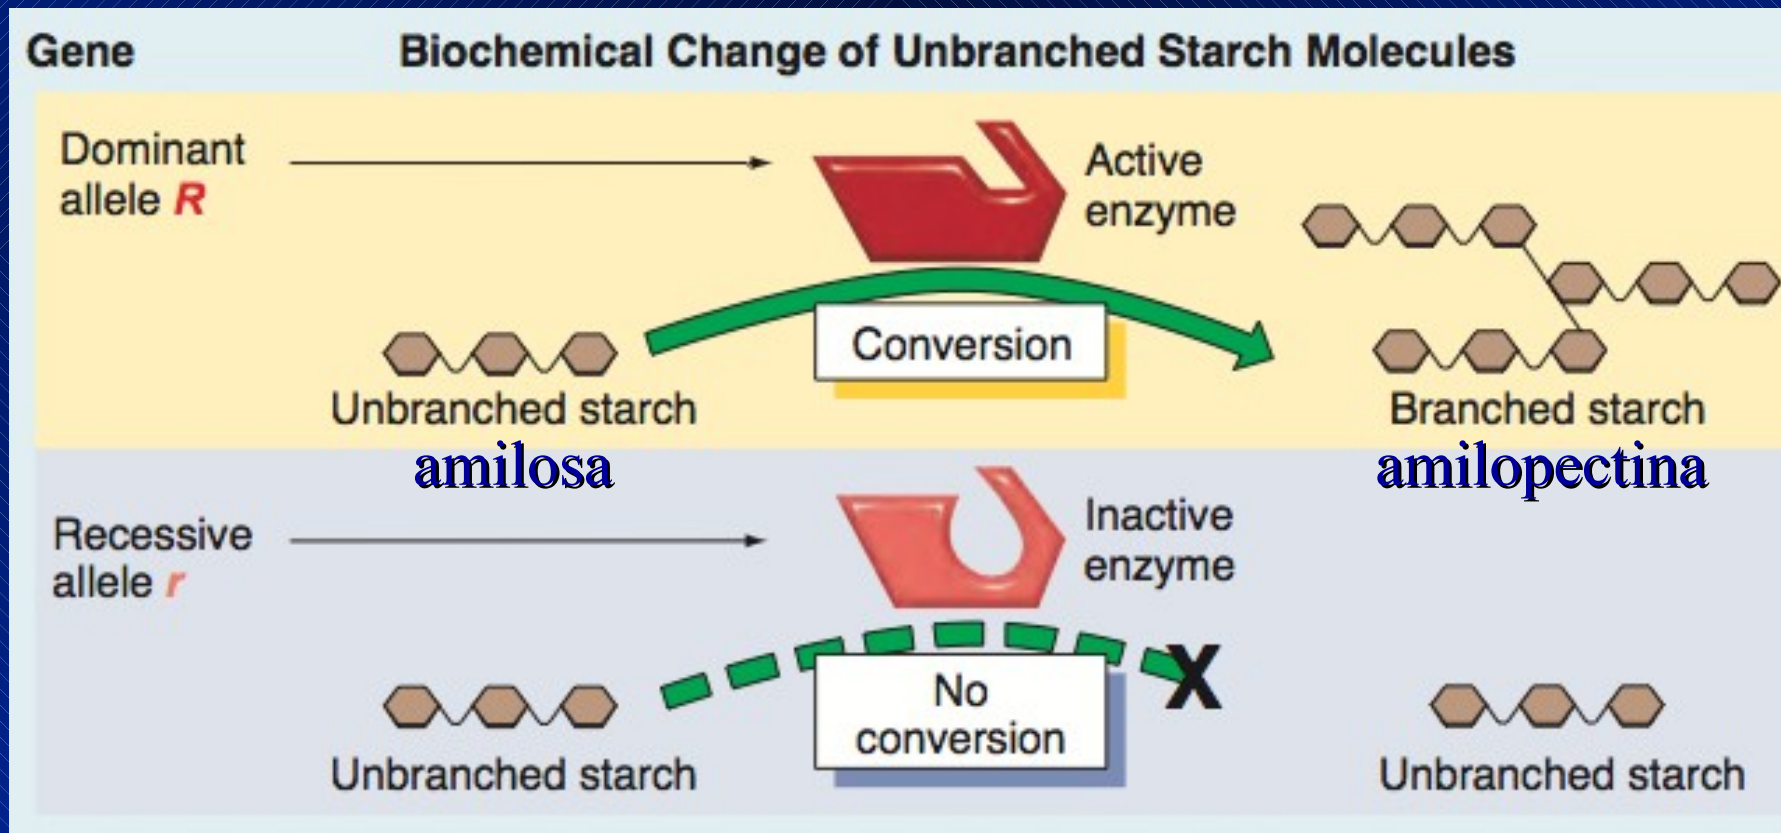 Gene
Biochemical Change of Unbranched Starch Molecules
Dominant
allele R
Active
enzyme
Conversion
Unbranched starch
Branched starch
amilosa
amilopectina
Recessive
allele r
Inactive
enzyme
No
conversion
X
Unbranched starch
Unbranched starch